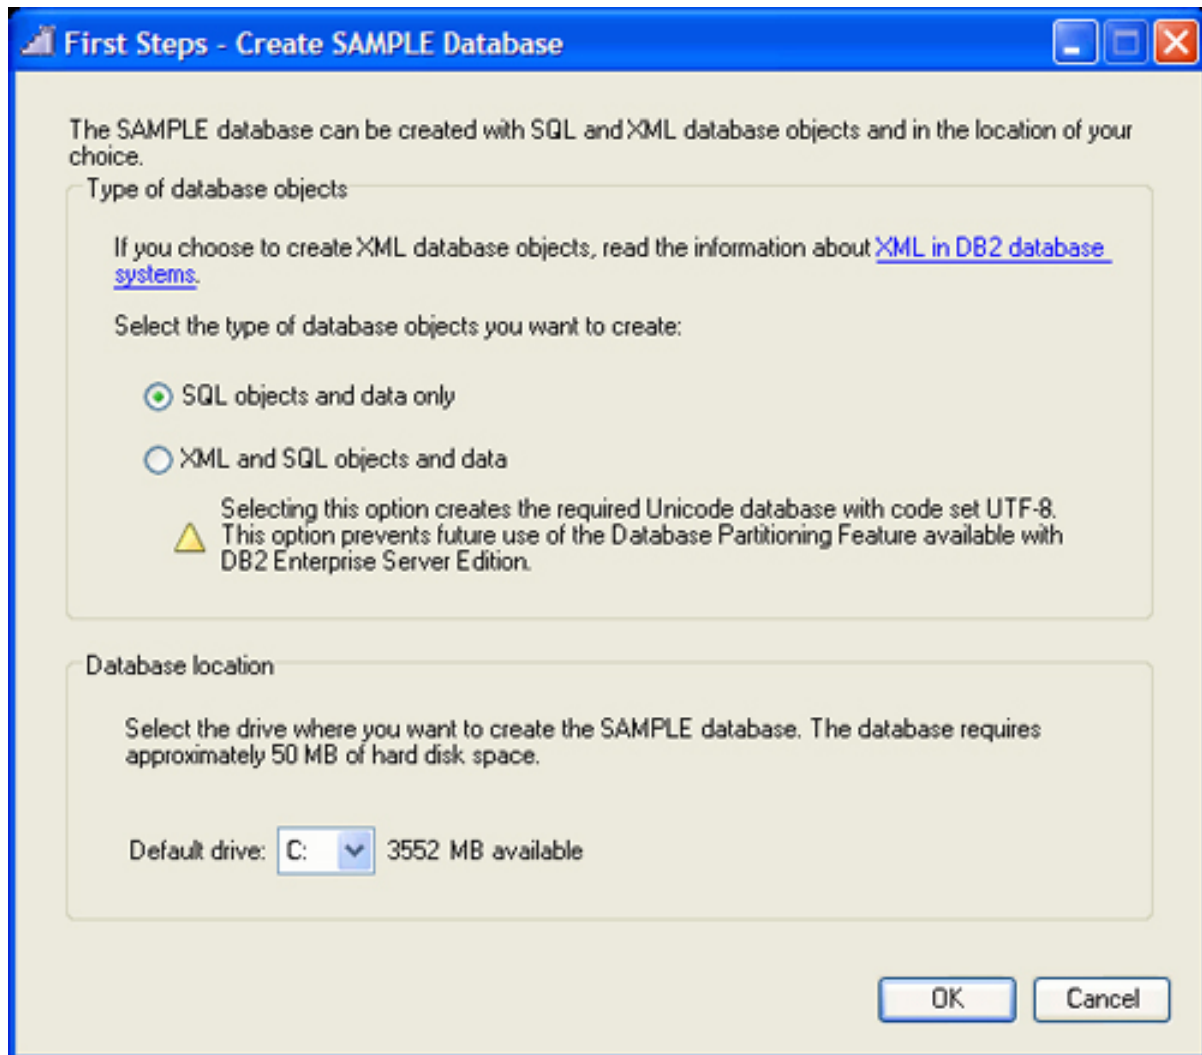 First Steps - Create SAMPLE Database
The SAMPLE database can be created with SQL and XML database objects and in the location of your
choice.
Type of database objects
If you choose to create XML database objects, read the information about XML in DB2 database
systems.
Select the type of database objects you want to create:
SQL objects and data only
XML and SQL objects and data
Selecting this option creates the required Unicode database with code set UTF-8.
This option prevents future use of the Database Partitioning Feature available with
DB2 Enterprise Server Edition.
Database location
Select the drive where you want to create the SAMPLE database. The database requires
approximately 50 MB of hard disk space.
Default drive: C: 3552 MB available
OK Cancel